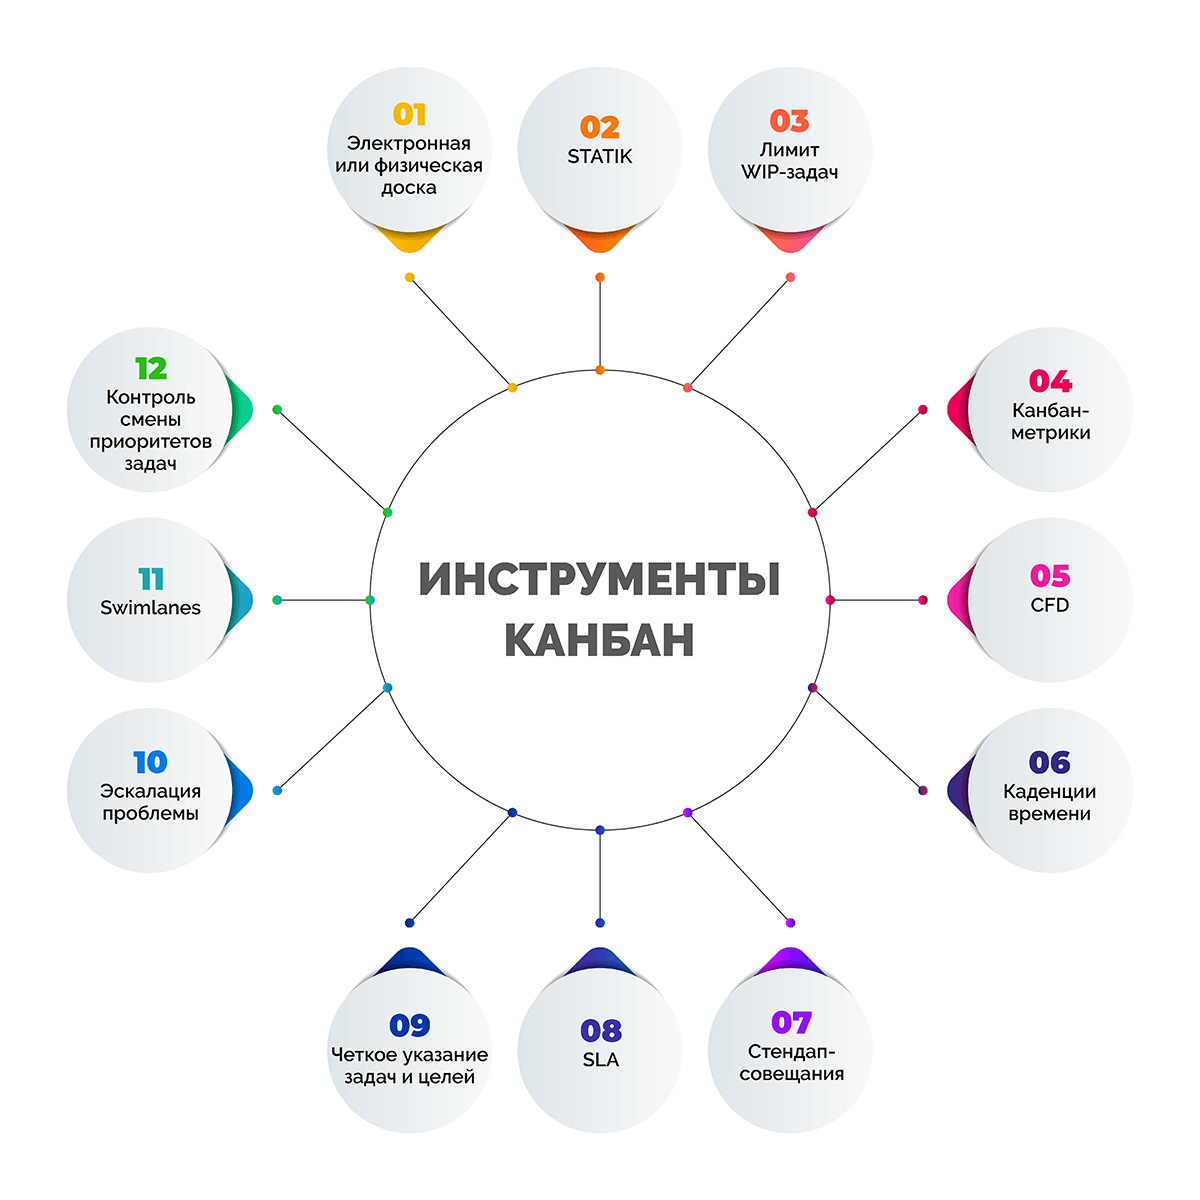 01
Электронная
или физическая
доска
02
STATIK
03
Лимит
WIP-задач
04
Канбан-
метрики
05
CFD
06
Каденции
времени
07
Стендап-
совещания
08
SLA
09
Четкое указание
задач и целей
10
Эскалация
проблемы
11
Swimlanes
12
Контроль
смены
приоритетов
задач
ИНСТРУМЕНТЫ
КАНБАН